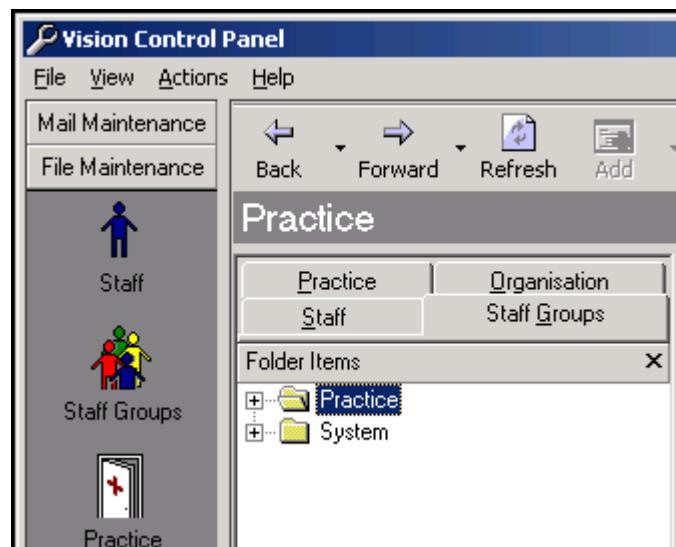 Vision Control Panel
File View Actions Help
Mail Maintenance
File Maintenance
Staff
Staff Groups
Practice
Back Forward Refresh Add
Practice
Practice Organisation
Staff Staff Groups
Folder Items
Practice
System